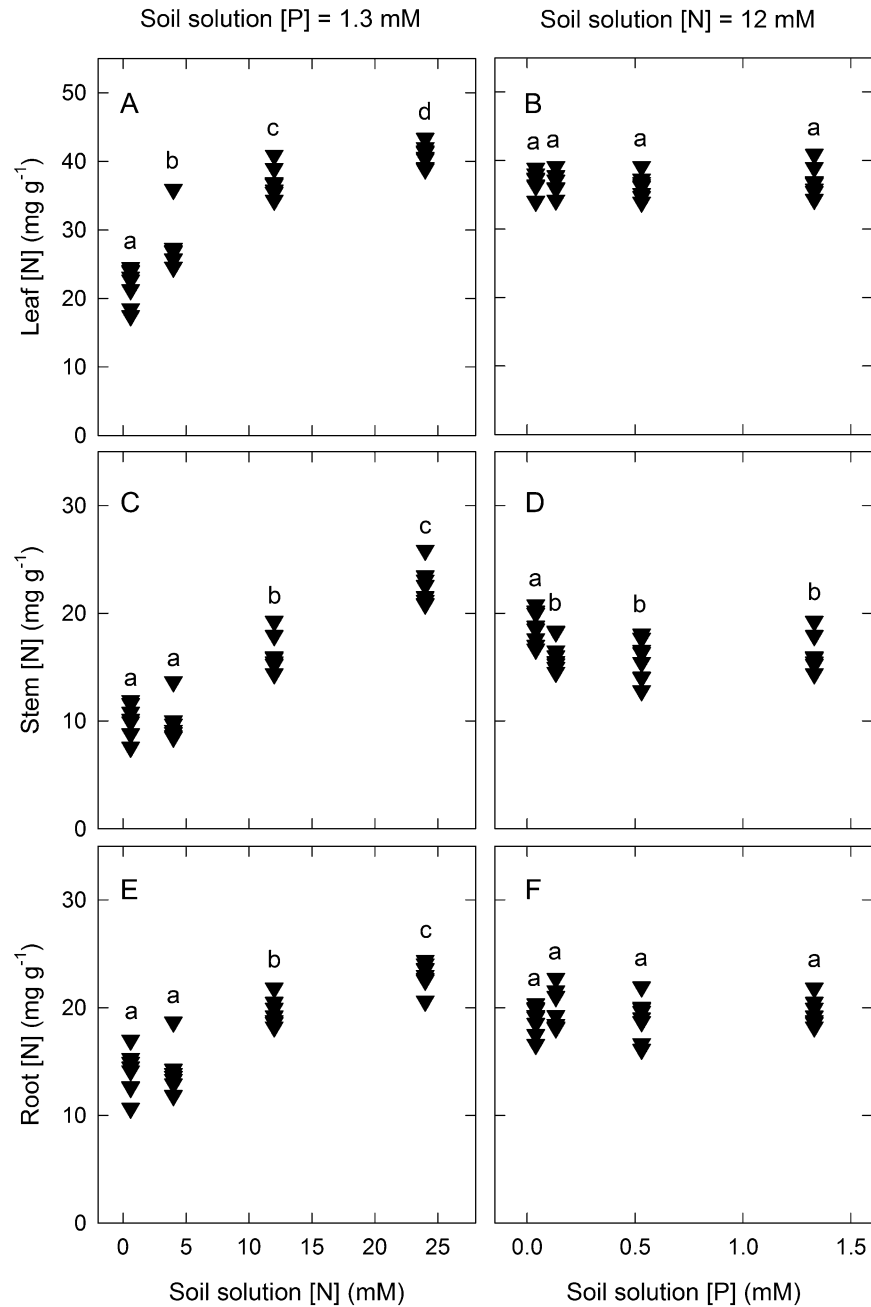 Soil solution [P] = 1.3 mM
Soil solution [N] = 12 mM
Leaf [N] (mg g⁻¹)
50
40
30
20
10
0
A
a
b
c
d
B
a a a a
Stem [N] (mg g⁻¹)
30
20
10
0
C
a
a
b
c
D
a
b b b
Root [N] (mg g⁻¹)
30
20
10
0
E
a
a
b
c
F
a
a a a
0 5 10 15 20 25
0.0 0.5 1.0 1.5
Soil solution [N] (mM)
Soil solution [P] (mM)